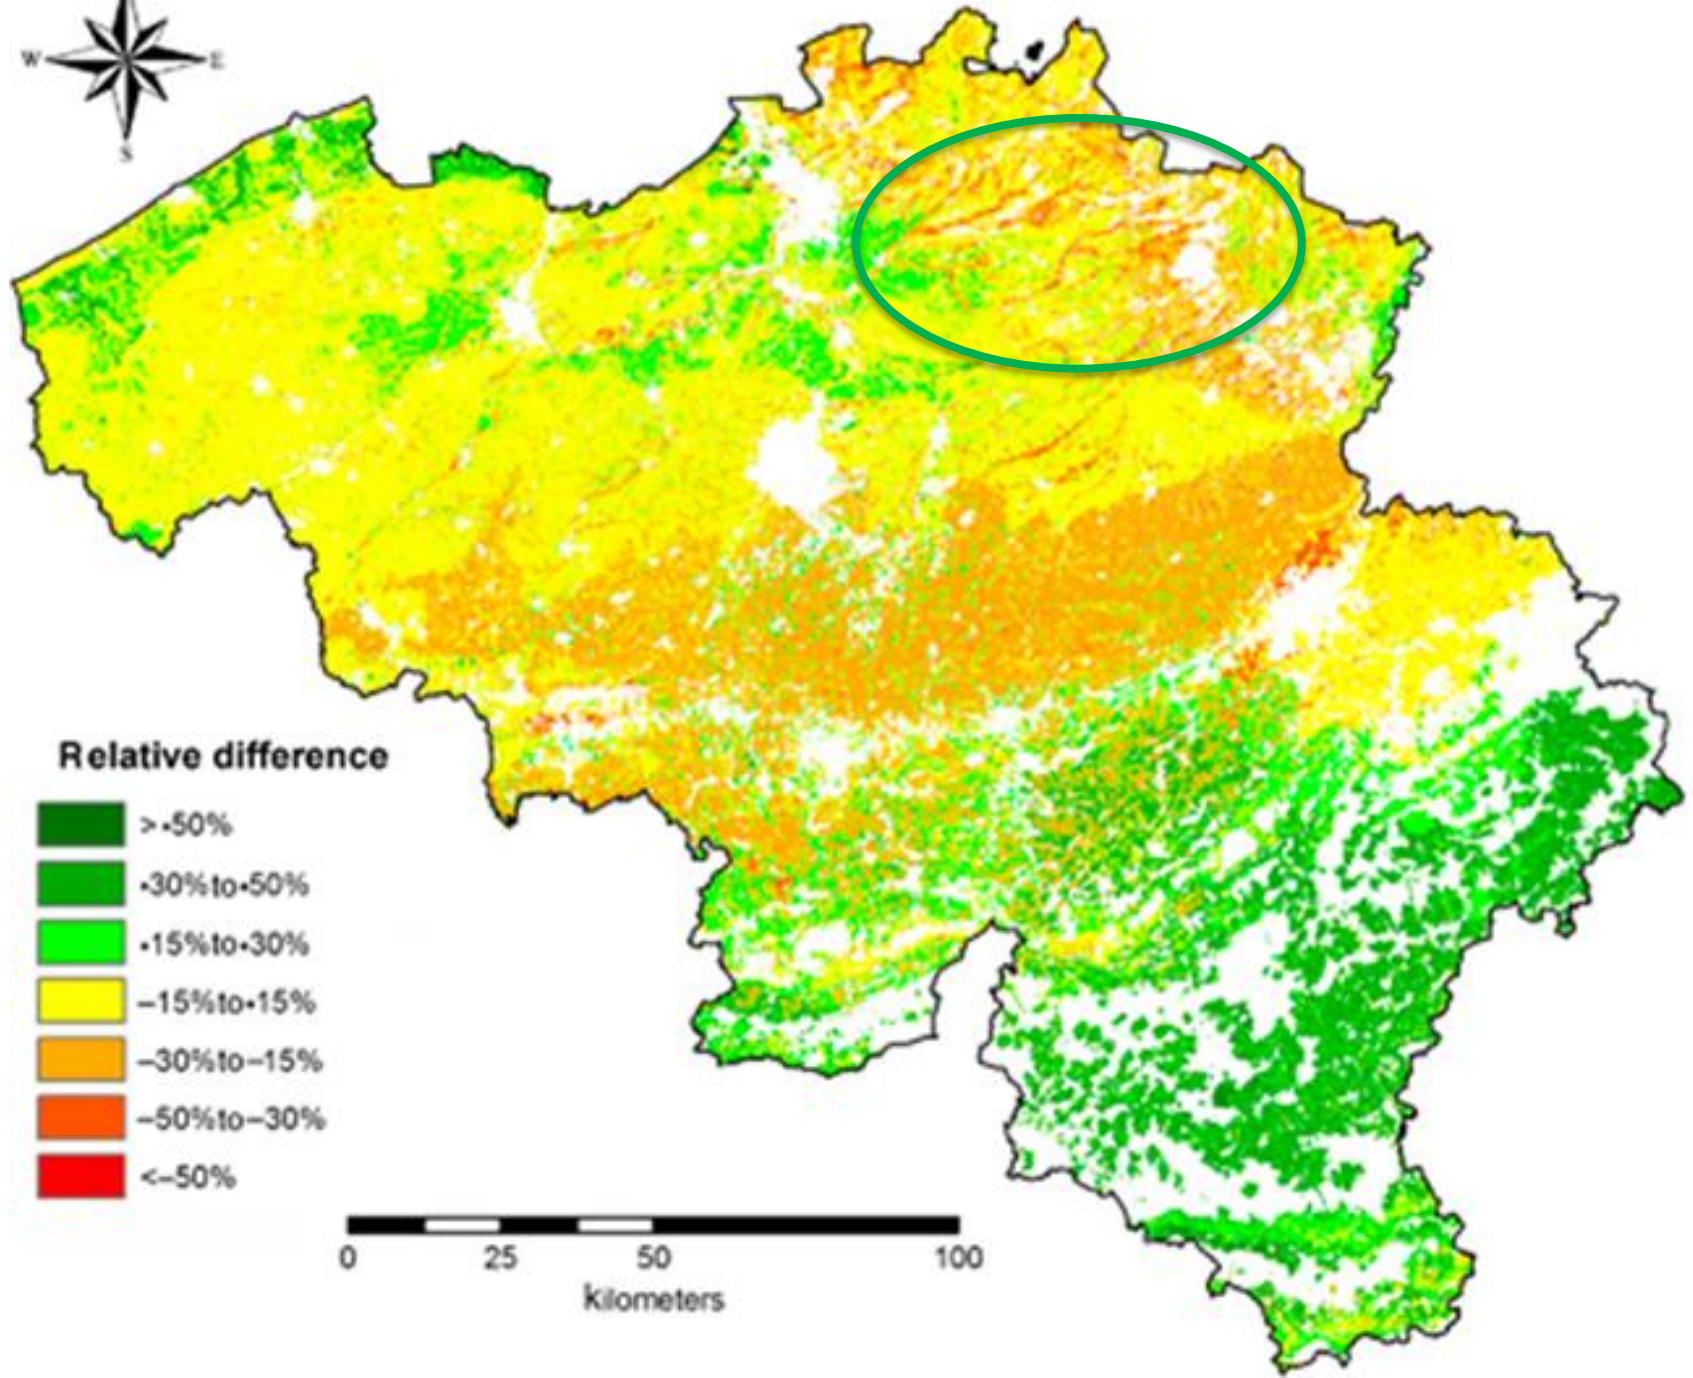 W
E
S
Relative difference
>•50%
•30%to•50%
•15%to•30%
–15%to•15%
–30%to–15%
–50%to–30%
<–50%
0 25 50 100
kilometers